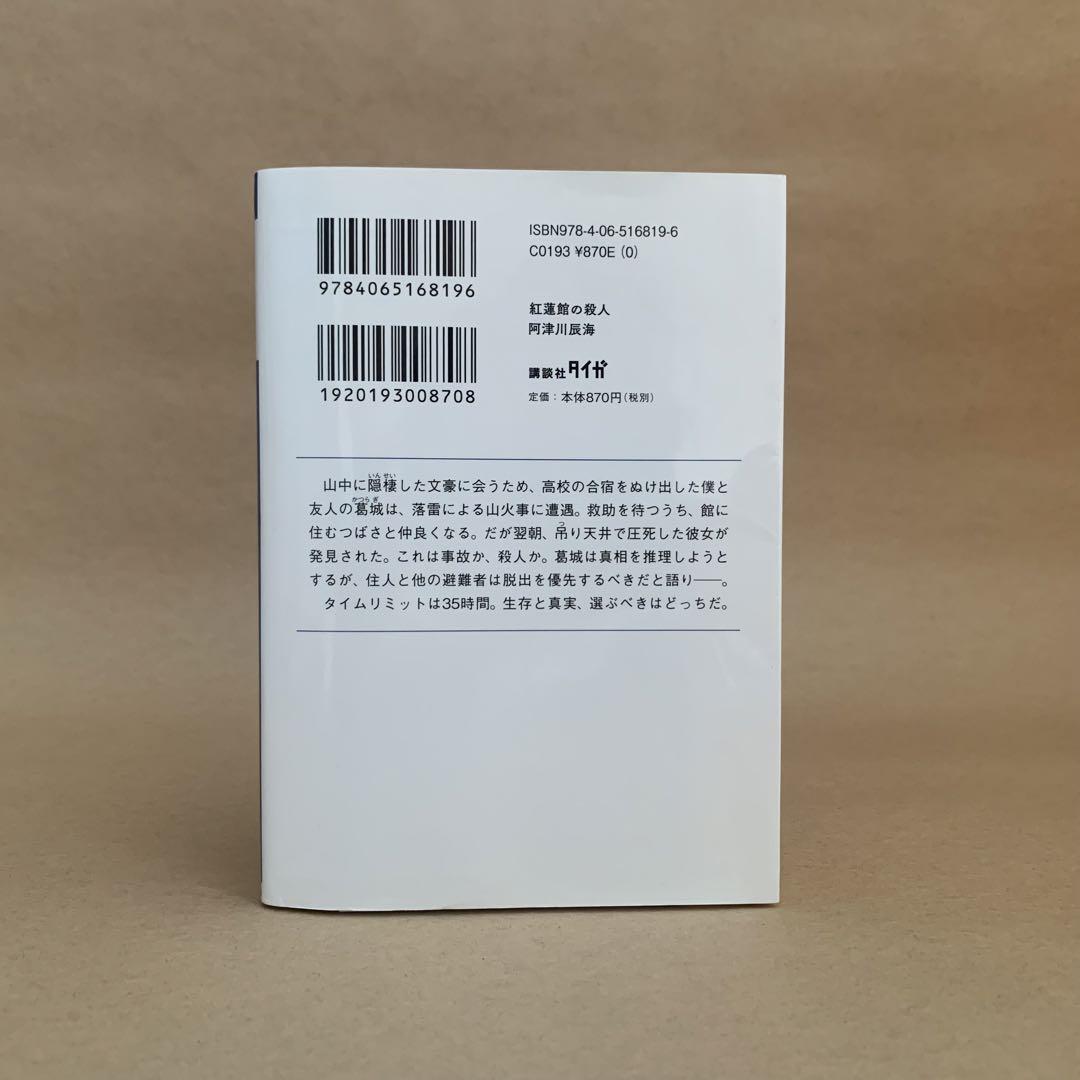 ISBN978-4-06-516819-6
C0193 ¥870E (0)
9784065168196
紅蓮館の殺人
阿津川辰海
講談社タイガ
定価：本体870円（税別）
1920193008708
いんせい
山中に隠棲した文豪に会うため、高校の合宿をぬけ出した僕と
かつらぎ
友人の葛城は、落雷による山火事に遭遇。救助を待つうち、館に
住むつばさと仲良くなる。だが翌朝、吊り天井で圧死した彼女が
つ
発見された。これは事故か、殺人か。葛城は真相を推理しようと
するが、住人と他の避難者は脱出を優先するべきだと語り――。
タイムリミットは35時間。生存と真実、選ぶべきはどっちだ。